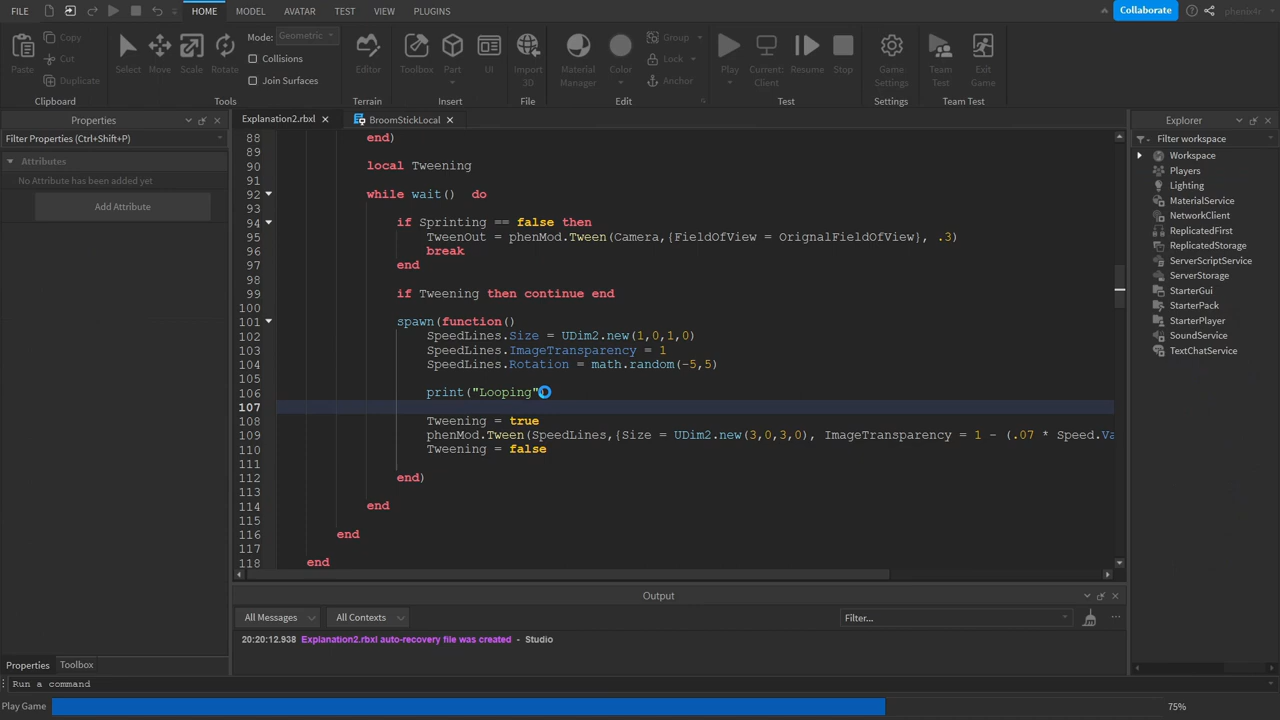 FILE HOME MODEL AVATAR TEST VIEW PLUGINS Collaborate phenix4r
Copy Cut Duplicate Paste Clipboard
Select Move Scale Rotate Mode: Geometric Collisions Join Surfaces Tools
Editor Terrain
Toolbox Part UI Insert
Import 3D File
Material Manager Color Group Lock Anchor Edit
Play Current: Client Resume Stop Test
Game Settings Settings
Team Test Exit Game Team Test
Properties
Filter Properties (Ctrl+Shift+P)
Attributes
No Attribute has been added yet
Add Attribute
Explanation2.rbxl BroomStickLocal
88 end)
89
90 local Tweening
91
92 while wait() do
93
94 if Sprinting == false then
95 TweenOut = phenMod.Tween(Camera,{FieldOfView = OrignalFieldOfView}, .3)
96 break
97 end
98
99 if Tweening then continue end
100
101 spawn(function()
102 SpeedLines.Size = UDim2.new(1,0,1,0)
103 SpeedLines.ImageTransparency = 1
104 SpeedLines.Rotation = math.random(-5,5)
105
106 print("Looping"
107
108 Tweening = true
109 phenMod.Tween(SpeedLines,{Size = UDim2.new(3,0,3,0), ImageTransparency = 1 - (.07 * Speed.Va
110 Tweening = false
111
112 end)
113
114 end
115
116 end
117
118 end
Explorer
Filter workspace
Workspace
Players
Lighting
MaterialService
NetworkClient
ReplicatedFirst
ReplicatedStorage
ServerScriptService
ServerStorage
StarterGui
StarterPack
StarterPlayer
SoundService
TextChatService
Output
All Messages All Contexts Filter...
20:20:12.938 Explanation2.rbxl auto-recovery file was created - Studio
Properties Toolbox
Run a command
Play Game 75%